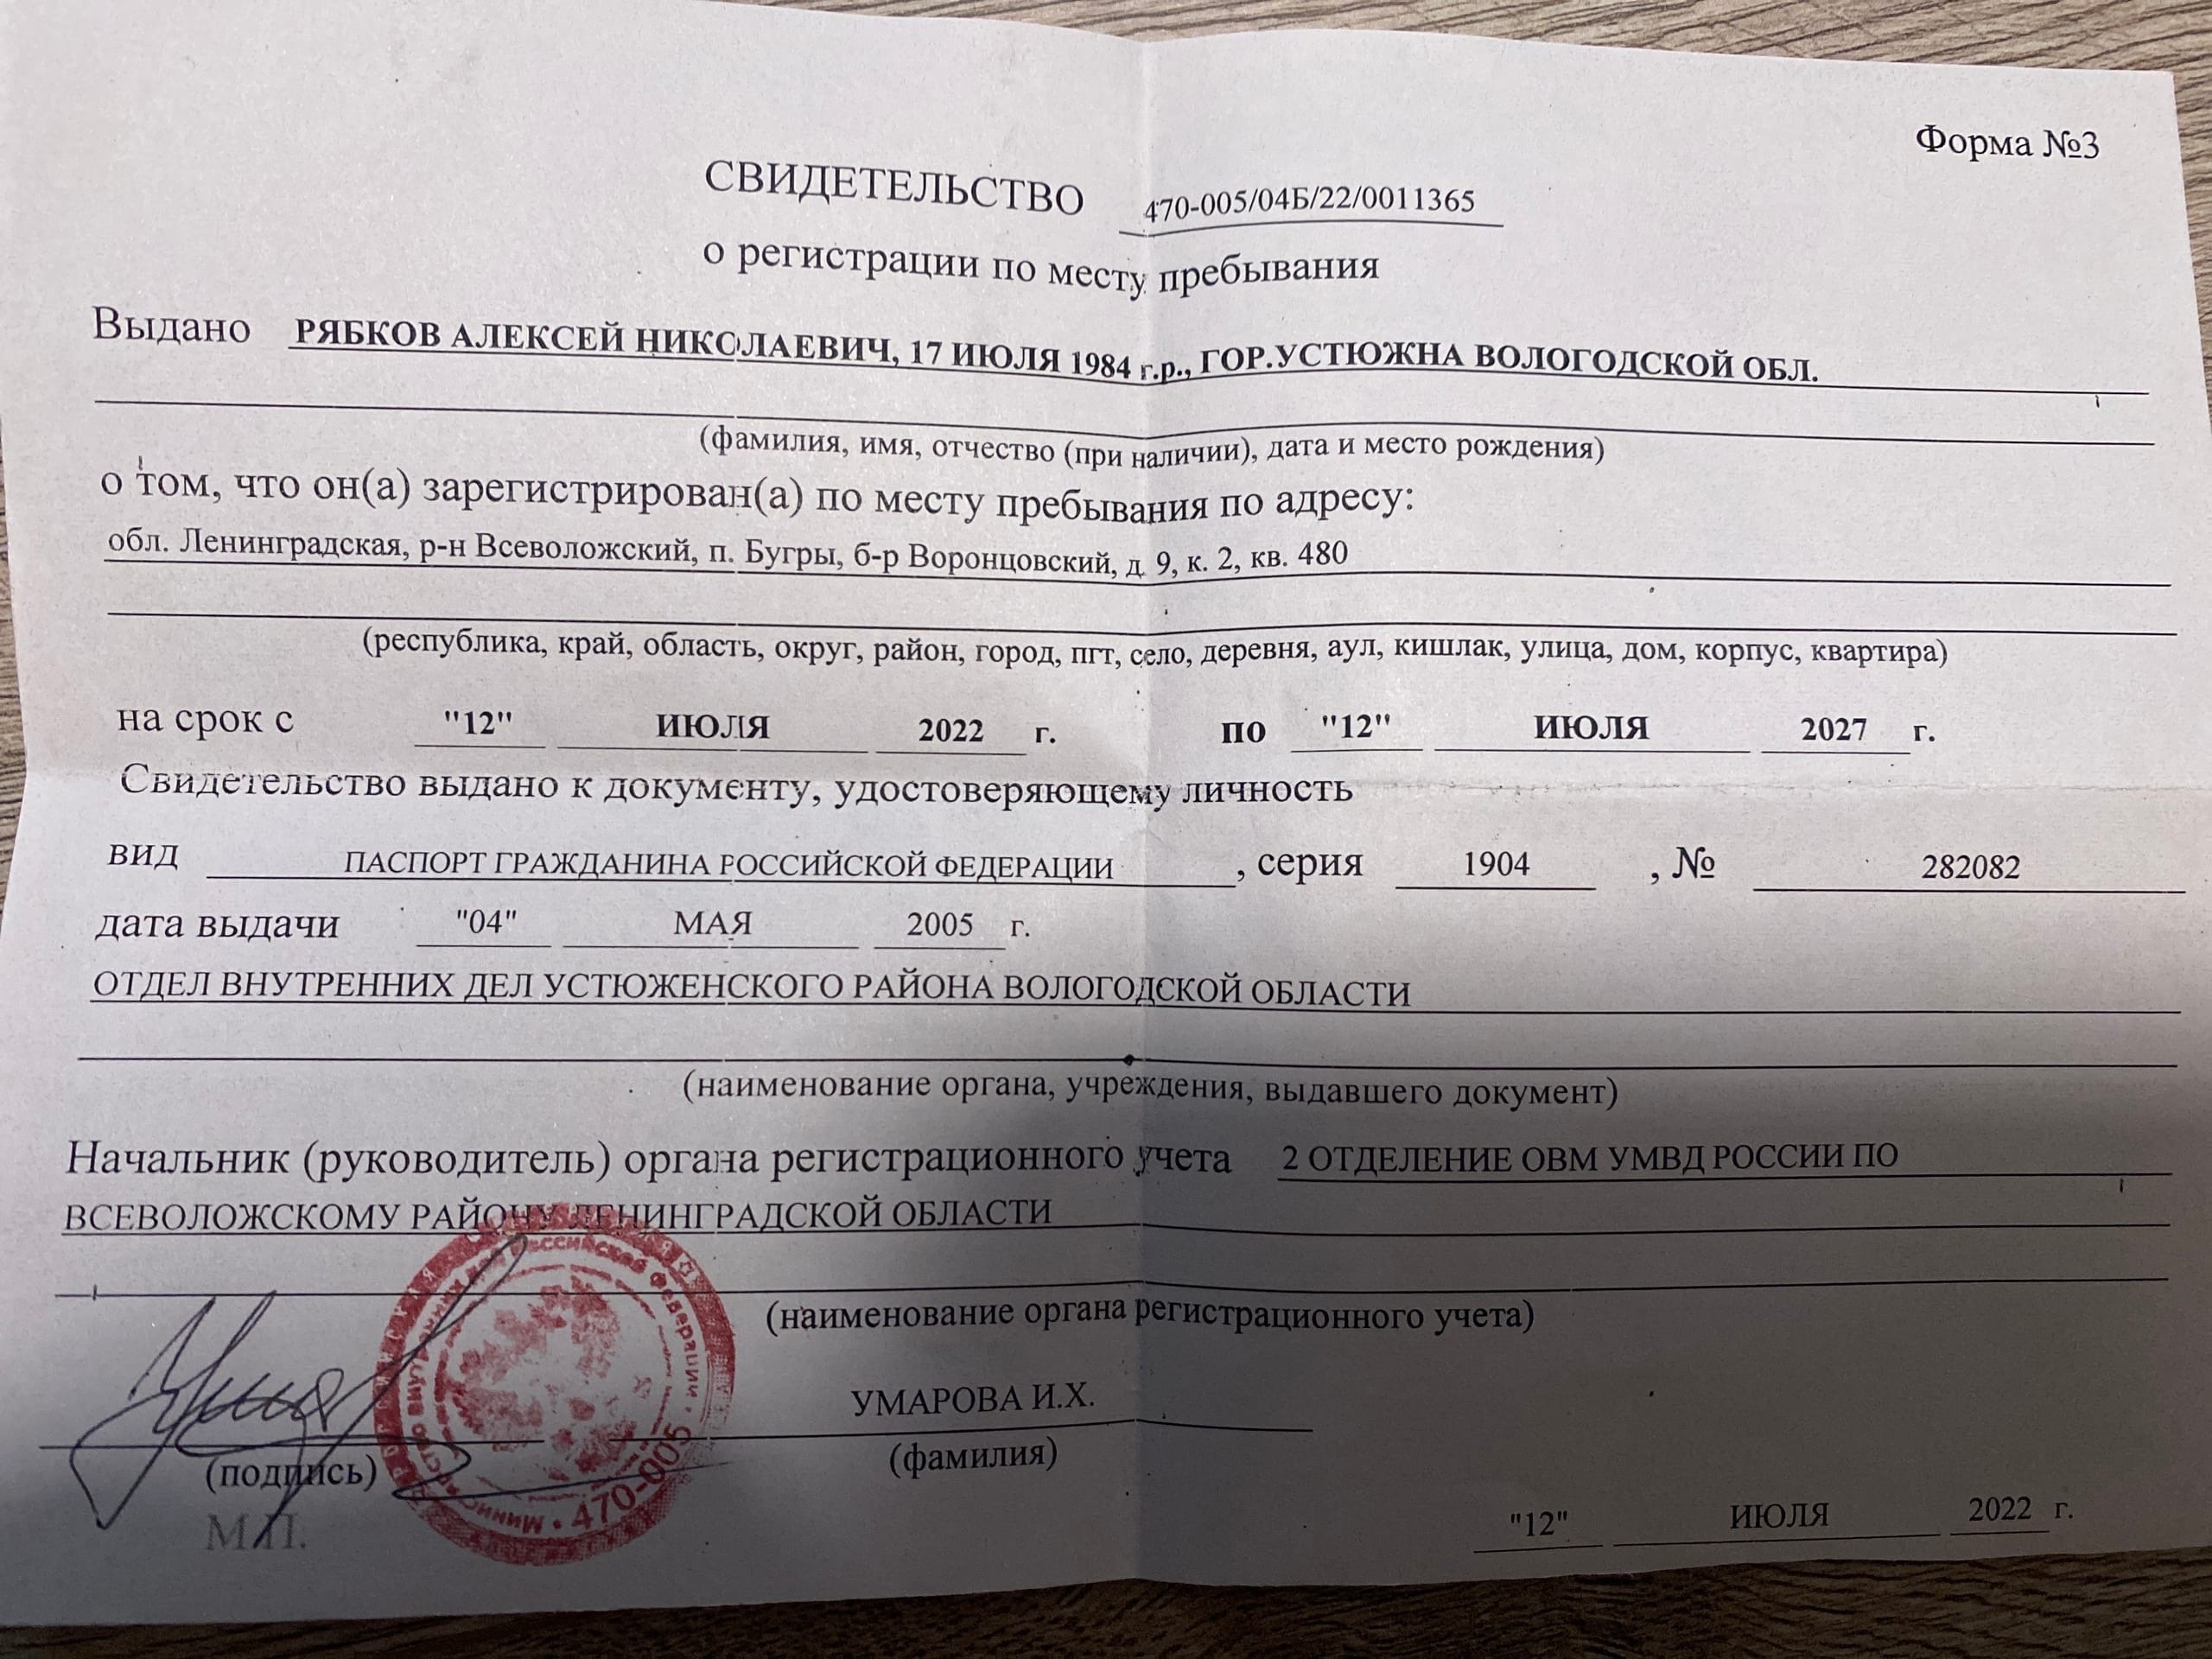 Форма №3
СВИДЕТЕЛЬСТВО 470-005/04Б/22/0011365
о регистрации по месту пребывания
Выдано РЯБКОВ АЛЕКСЕЙ НИКОЛАЕВИЧ, 17 ИЮЛЯ 1984 г.р., ГОР.УСТЮЖНА ВОЛОГОДСКОЙ ОБЛ.
(фамилия, имя, отчество (при наличии), дата и место рождения)
о том, что он(а) зарегистрирован(а) по месту пребывания по адресу:
обл. Ленинградская, р-н Всеволожский, п. Бугры, б-р Воронцовский, д. 9, к. 2, кв. 480
(республика, край, область, округ, район, город, пгт, село, деревня, аул, кишлак, улица, дом, корпус, квартира)
на срок с "12" ИЮЛЯ 2022 г. по "12" ИЮЛЯ 2027 г.
Свидетельство выдано к документу, удостоверяющему личность
вид ПАСПОРТ ГРАЖДАНИНА РОССИЙСКОЙ ФЕДЕРАЦИИ, серия 1904, № 282082
дата выдачи "04" МАЯ 2005 г.
ОТДЕЛ ВНУТРЕННИХ ДЕЛ УСТЮЖЕНСКОГО РАЙОНА ВОЛОГОДСКОЙ ОБЛАСТИ
(наименование органа, учреждения, выдавшего документ)
Начальник (руководитель) органа регистрационного учета 2 ОТДЕЛЕНИЕ ОВМ УМВД РОССИИ ПО
ВСЕВОЛОЖСКОМУ РАЙОНУ ЛЕНИНГРАДСКОЙ ОБЛАСТИ
(наименование органа регистрационного учета)
УМАРОВА И.Х.
(подпись) (фамилия)
М.П.
Российской Федерации • 470-005 •
"12" ИЮЛЯ 2022 г.